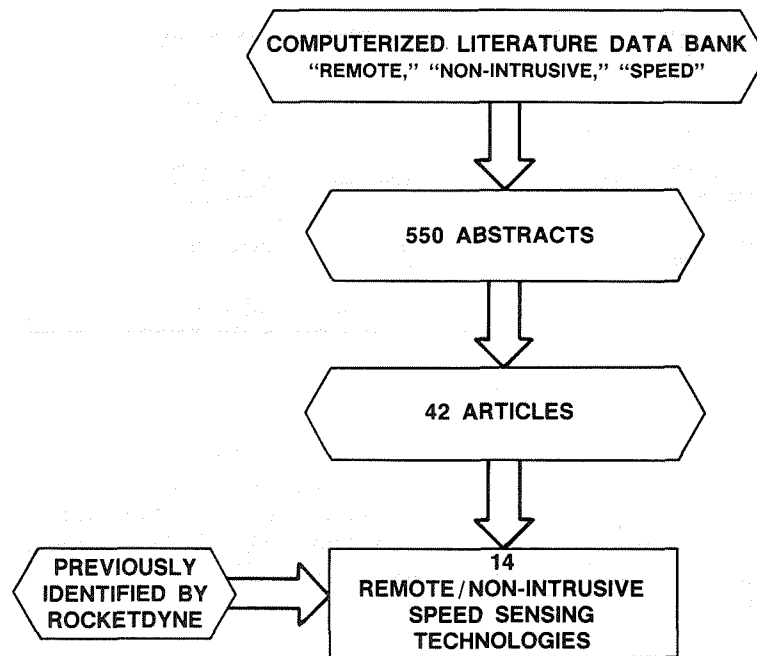 COMPUTERIZED LITERATURE DATA BANK
“REMOTE,” “NON-INTRUSIVE,” “SPEED”
550 ABSTRACTS
42 ARTICLES
PREVIOUSLY
IDENTIFIED BY
ROCKETDYNE
14
REMOTE/NON-INTRUSIVE
SPEED SENSING
TECHNOLOGIES